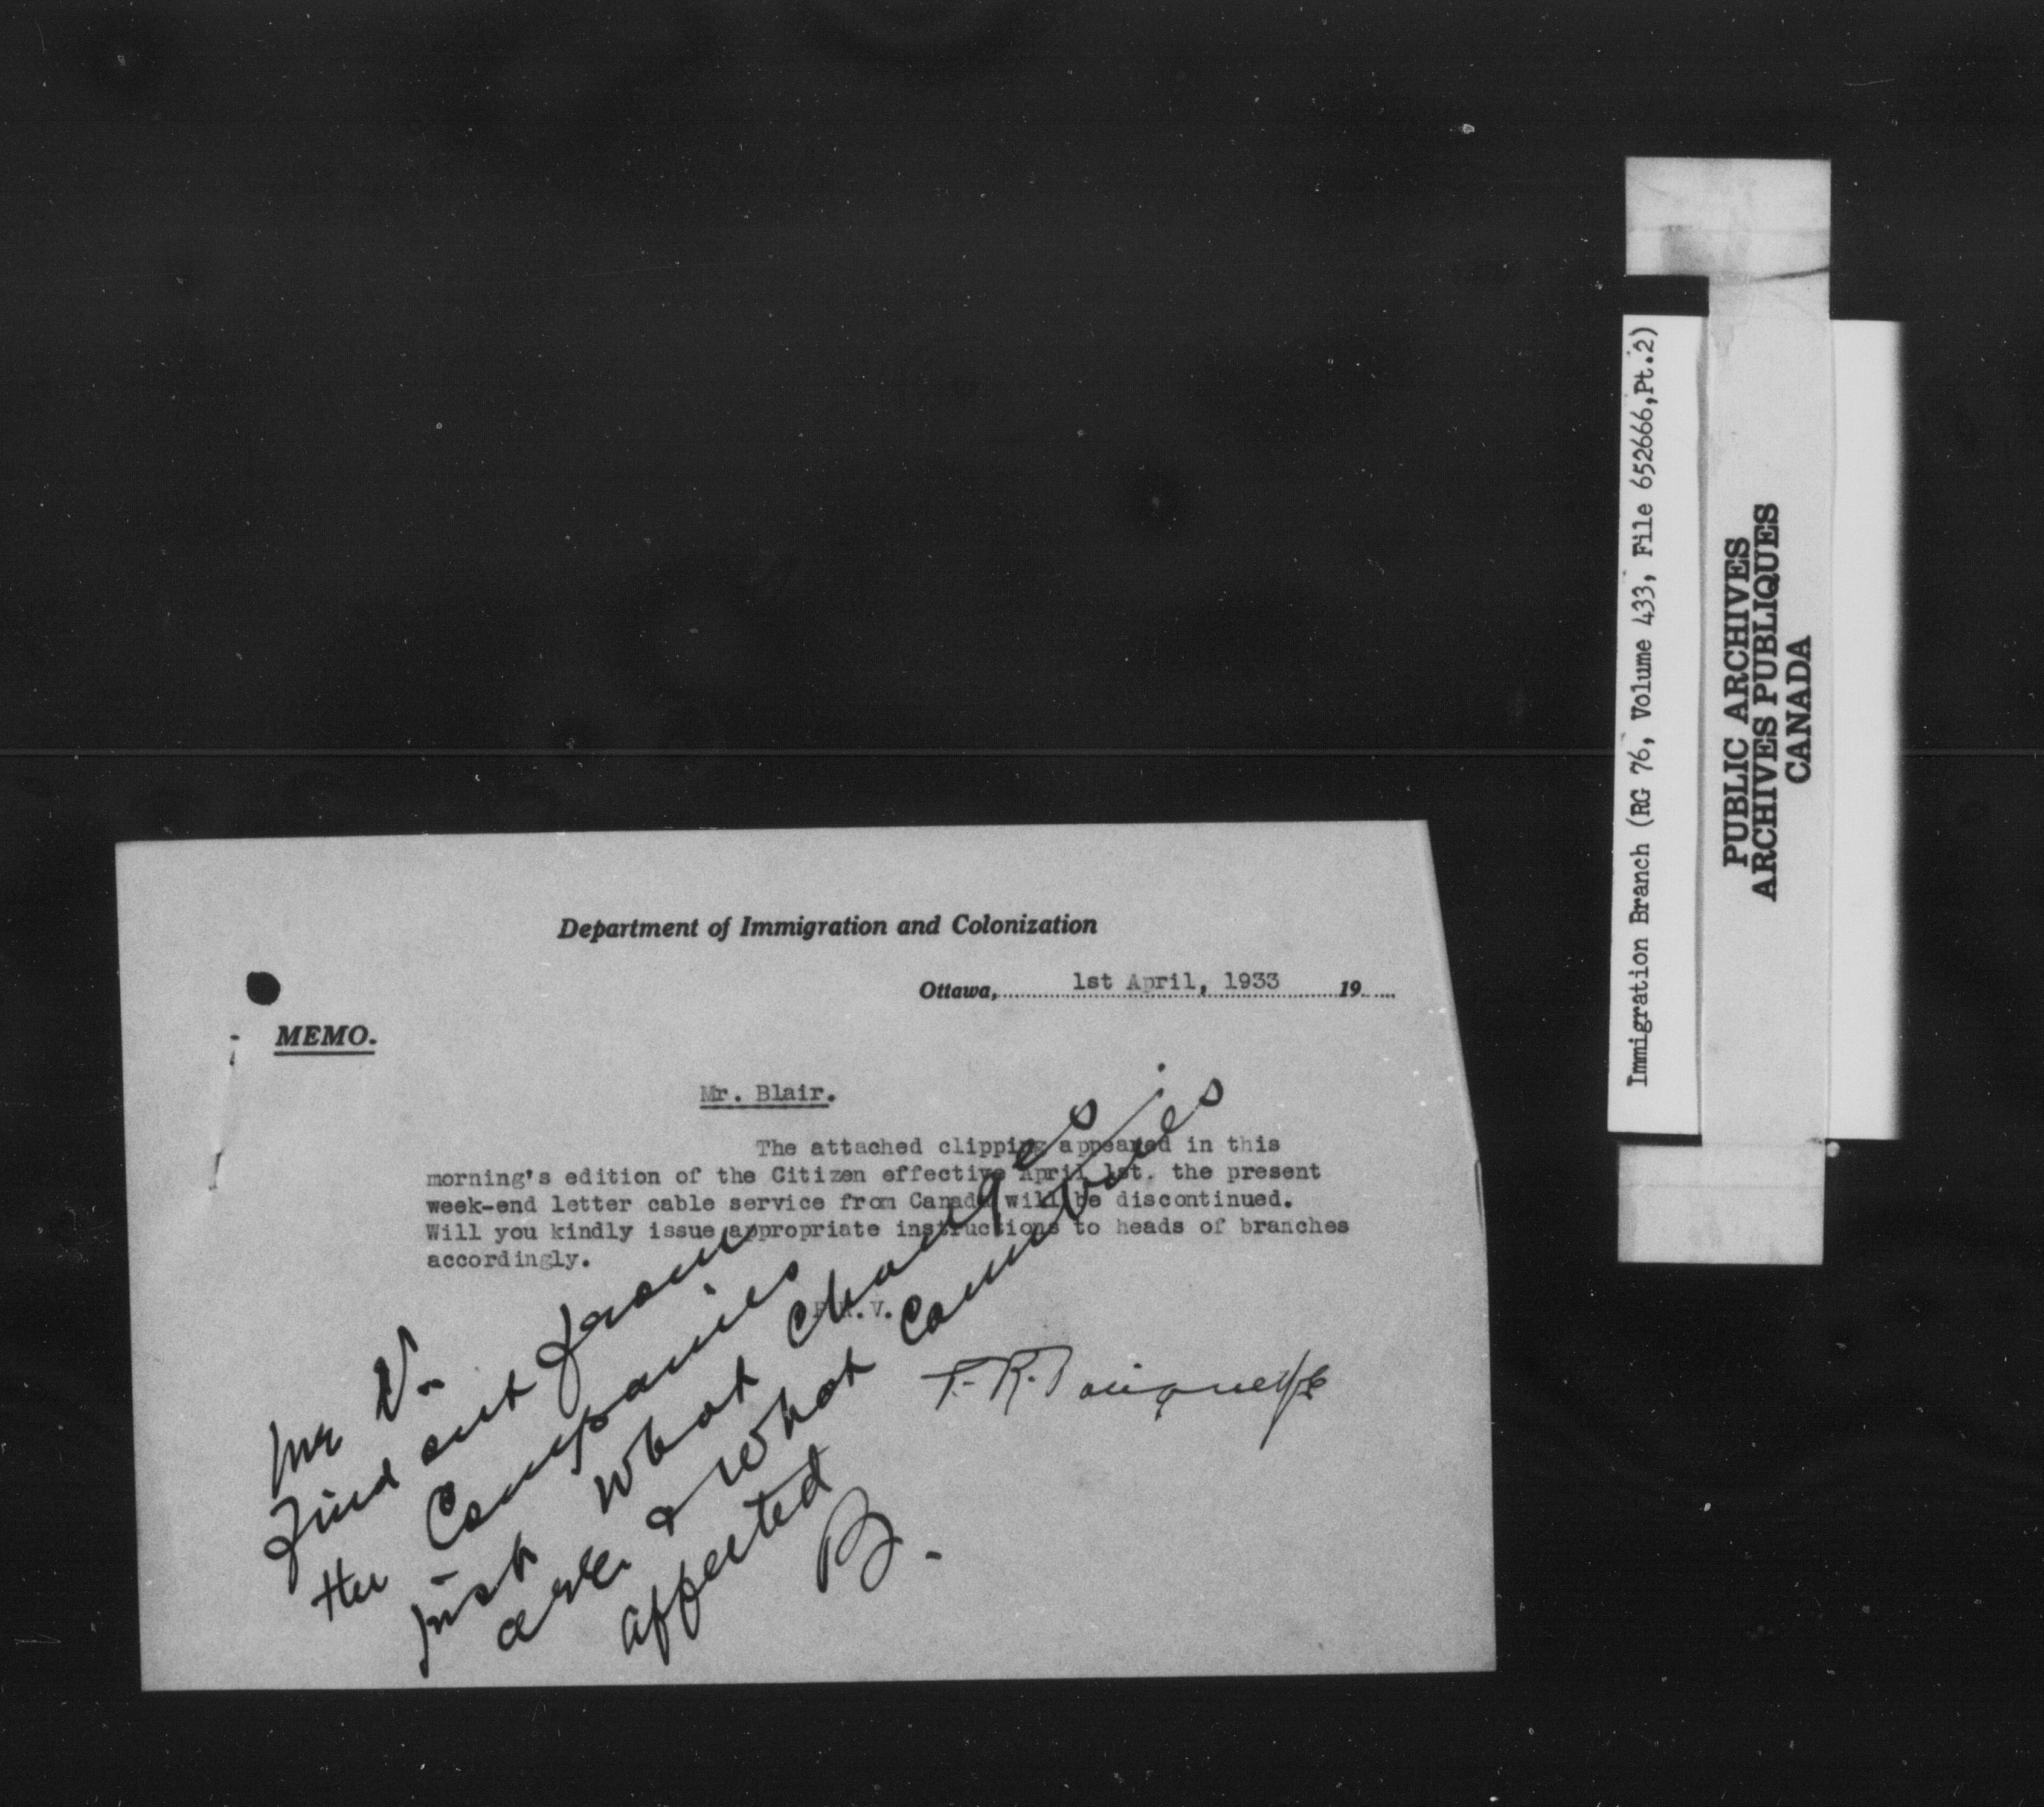 Department of Immigration and Colonization
Ottawa, 1st April, 1933 19
MEMO.
Mr. Blair.
The attached clipping appeared in this
morning's edition of the Citizen effective April 1st. the present
week-end letter cable service from Canada will be discontinued.
Will you kindly issue appropriate instructions to heads of branches
accordingly.
V.
F. R.
Mr V.
Find out from
the Companies
just what changes
are & what countries
affected
B.
Immigration Branch (RG 76, Volume 433, File 652666,Pt.2)
PUBLIC ARCHIVES
ARCHIVES PUBLIQUES
CANADA